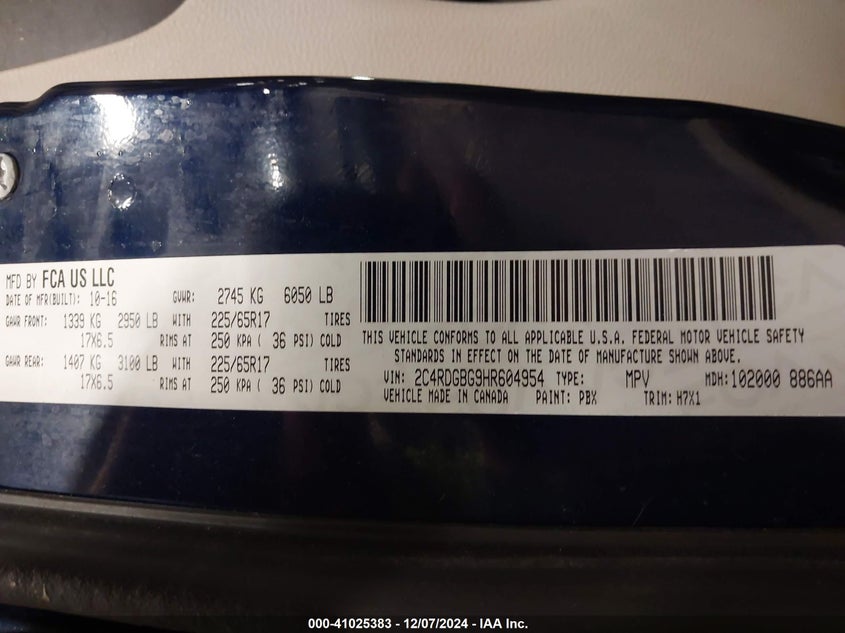 MFD BY FCA US LLC
DATE OF MFR(BUILT): 10-16 GVWR: 2745 KG 6050 LB
GAWR FRONT: 1339 KG 2950 LB WITH 225/65R17 TIRES
17X6.5 RIMS AT 250 KPA ( 36 PSI) COLD
GAWR REAR: 1407 KG 3100 LB WITH 225/65R17 TIRES
17X6.5 RIMS AT 250 KPA ( 36 PSI) COLD
THIS VEHICLE CONFORMS TO ALL APPLICABLE U.S.A. FEDERAL MOTOR VEHICLE SAFETY
STANDARDS IN EFFECT ON THE DATE OF MANUFACTURE SHOWN ABOVE.
VIN: 2C4RDGBG9HR604954 TYPE: MPV MDH:102000 886AA
VEHICLE MADE IN CANADA PAINT: PBX TRIM: H7X1
000-41025383 - 12/07/2024 - IAA Inc.